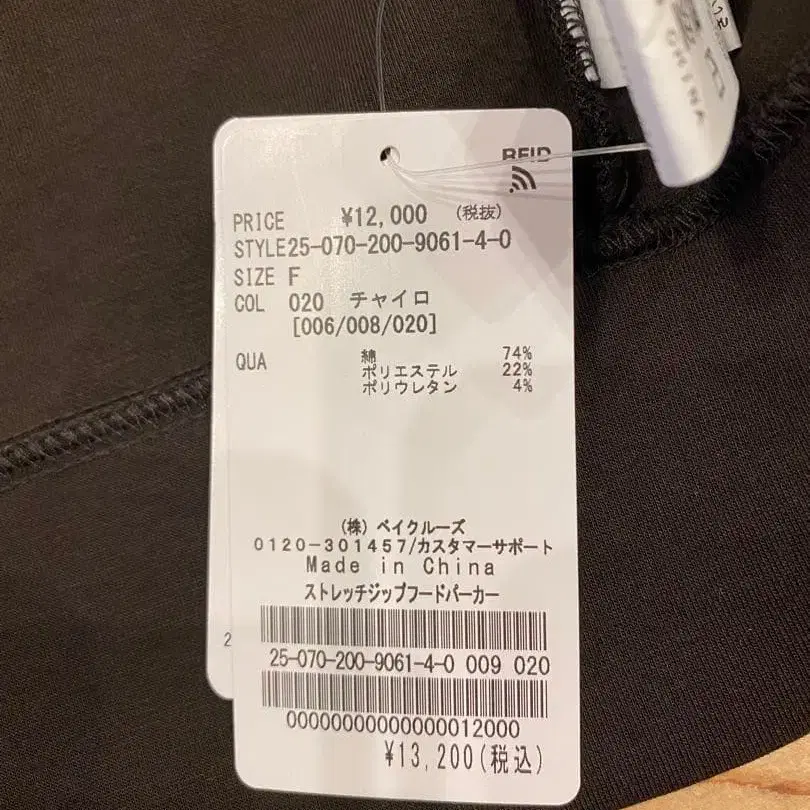 RFID
PRICE ¥12,000 (税抜)
STYLE25-070-200-9061-4-0
SIZE F
COL 020 チャイロ
[006/008/020]
QUA 綿 74%
ポリエステル 22%
ポリウレタン 4%
(株) ベイクルーズ
0120-301457/カスタマーサポート
Made in China
ストレッチジップフードパーカー
25-070-200-9061-4-0 009 020
00000000000000012000
¥13,200(税込)
2
CHINA